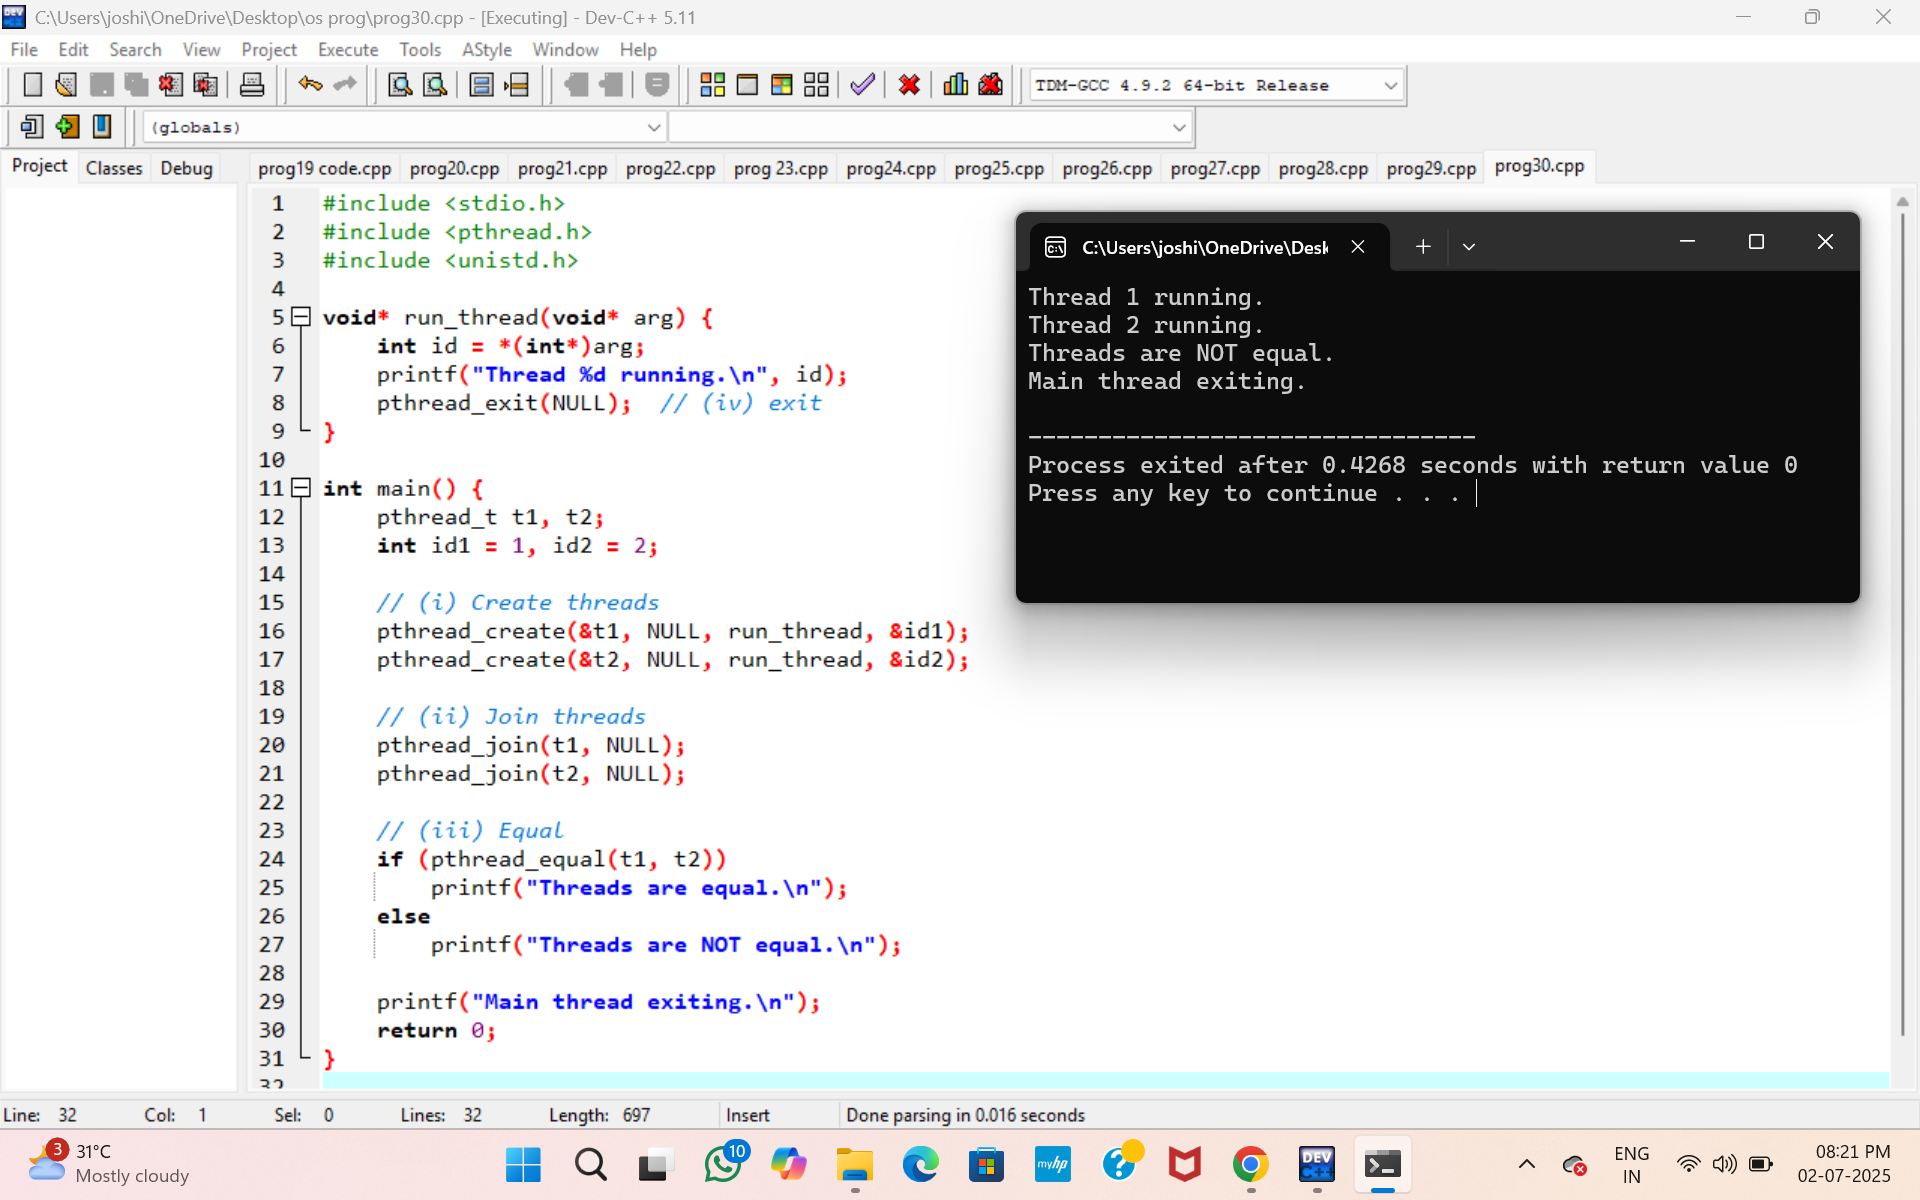 C:\Users\joshi\OneDrive\Desktop\os prog\prog30.cpp - [Executing] - Dev-C++ 5.11
File Edit Search View Project Execute Tools AStyle Window Help
TDM-GCC 4.9.2 64-bit Release
(globals)
Project Classes Debug
prog19 code.cpp prog20.cpp prog21.cpp prog22.cpp prog 23.cpp prog24.cpp prog25.cpp prog26.cpp prog27.cpp prog28.cpp prog29.cpp prog30.cpp
1 #include <stdio.h>
2 #include <pthread.h>
3 #include <unistd.h>
4
5 void* run_thread(void* arg) {
6 int id = *(int*)arg;
7 printf("Thread %d running.\n", id);
8 pthread_exit(NULL); // (iv) exit
9 }
10
11 int main() {
12 pthread_t t1, t2;
13 int id1 = 1, id2 = 2;
14
15 // (i) Create threads
16 pthread_create(&t1, NULL, run_thread, &id1);
17 pthread_create(&t2, NULL, run_thread, &id2);
18
19 // (ii) Join threads
20 pthread_join(t1, NULL);
21 pthread_join(t2, NULL);
22
23 // (iii) Equal
24 if (pthread_equal(t1, t2))
25 printf("Threads are equal.\n");
26 else
27 printf("Threads are NOT equal.\n");
28
29 printf("Main thread exiting.\n");
30 return 0;
31 }
32
C:\Users\joshi\OneDrive\Desk
Thread 1 running.
Thread 2 running.
Threads are NOT equal.
Main thread exiting.
--------------------------------
Process exited after 0.4268 seconds with return value 0
Press any key to continue . . .
Line: 32 Col: 1 Sel: 0 Lines: 32 Length: 697 Insert Done parsing in 0.016 seconds
3
31°C
Mostly cloudy
10
myhp
DEV
C++
ENG
IN
08:21 PM
02-07-2025